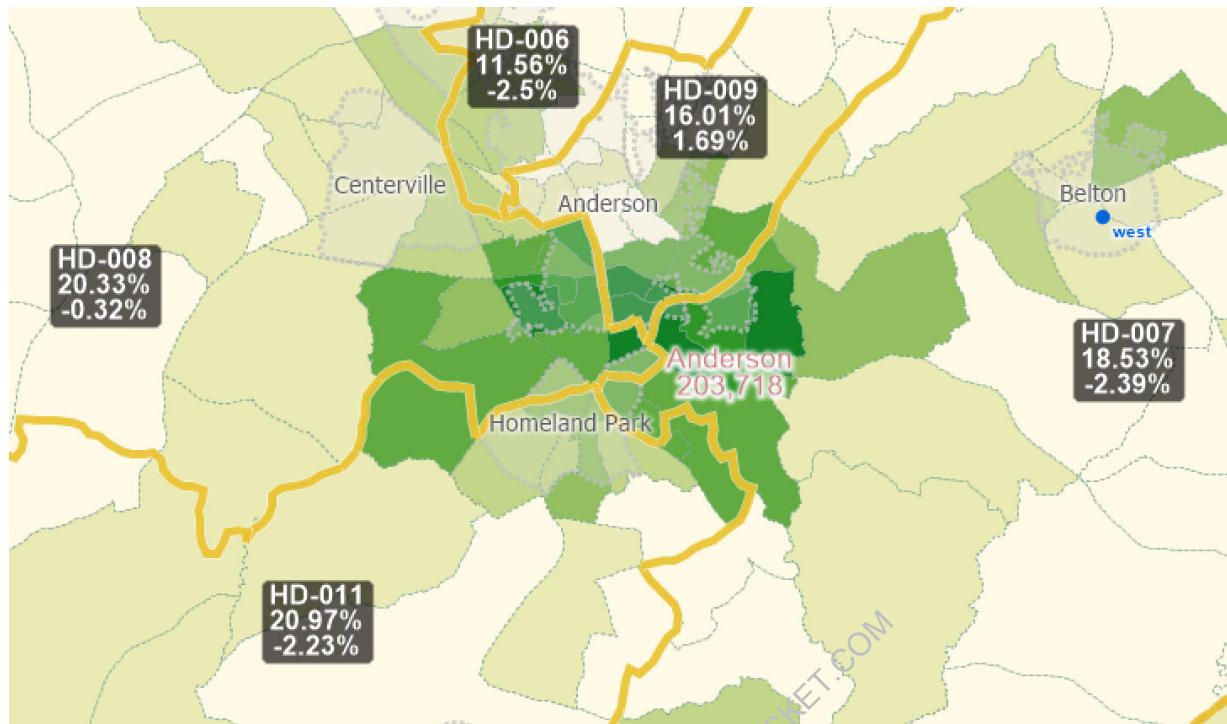 HD-006
11.56%
-2.5%
HD-009
16.01%
1.69%
Centerville
Anderson
Belton
west
HD-008
20.33%
-0.32%
HD-007
18.53%
-2.39%
Anderson
203,718
Homeland Park
HD-011
20.97%
-2.23%
KET.COM